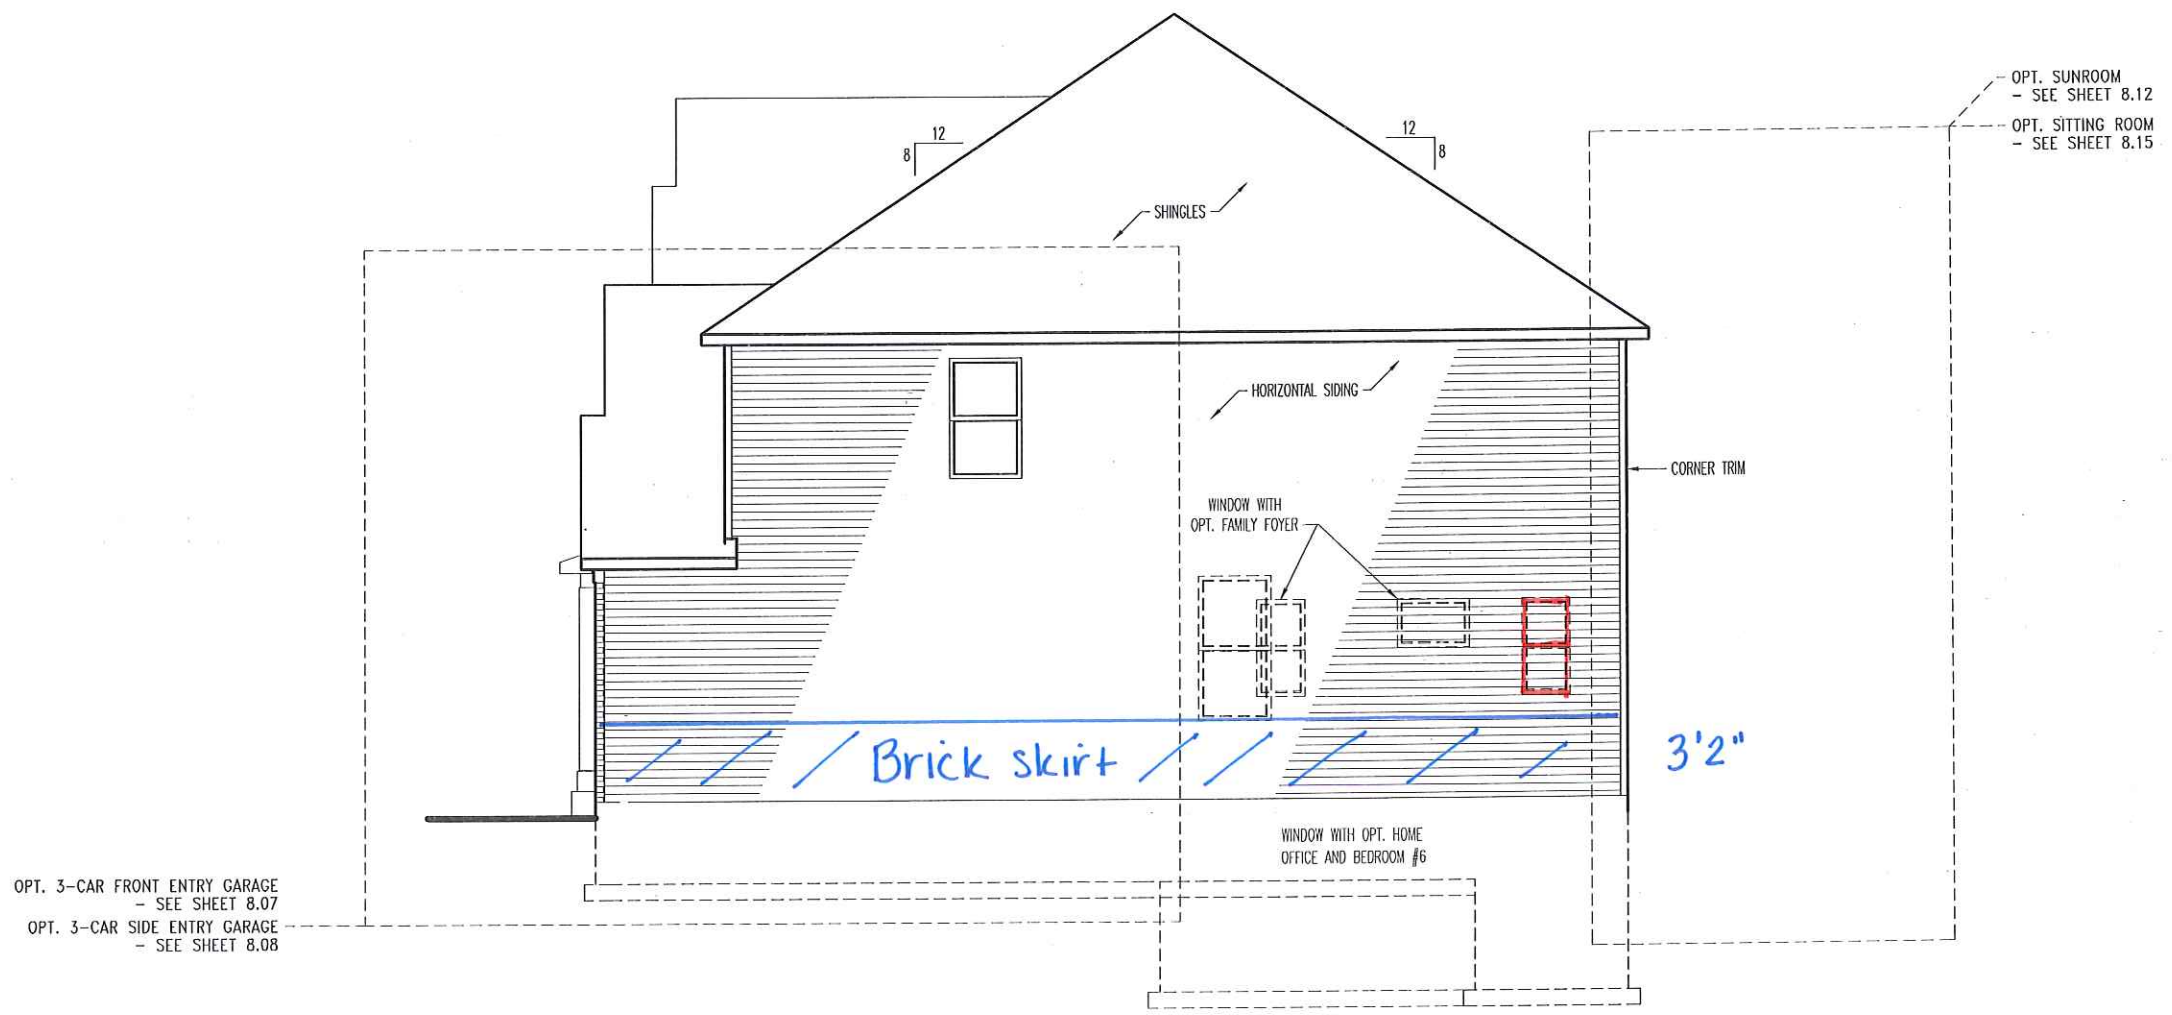 OPT. SUNROOM
- SEE SHEET 8.12
OPT. SITTING ROOM
- SEE SHEET 8.15
12
8
12
8
SHINGLES
HORIZONTAL SIDING
CORNER TRIM
WINDOW WITH
OPT. FAMILY FOYER
Brick skirt
3'2"
WINDOW WITH OPT. HOME
OFFICE AND BEDROOM #6
OPT. 3-CAR FRONT ENTRY GARAGE
- SEE SHEET 8.07
OPT. 3-CAR SIDE ENTRY GARAGE
- SEE SHEET 8.08